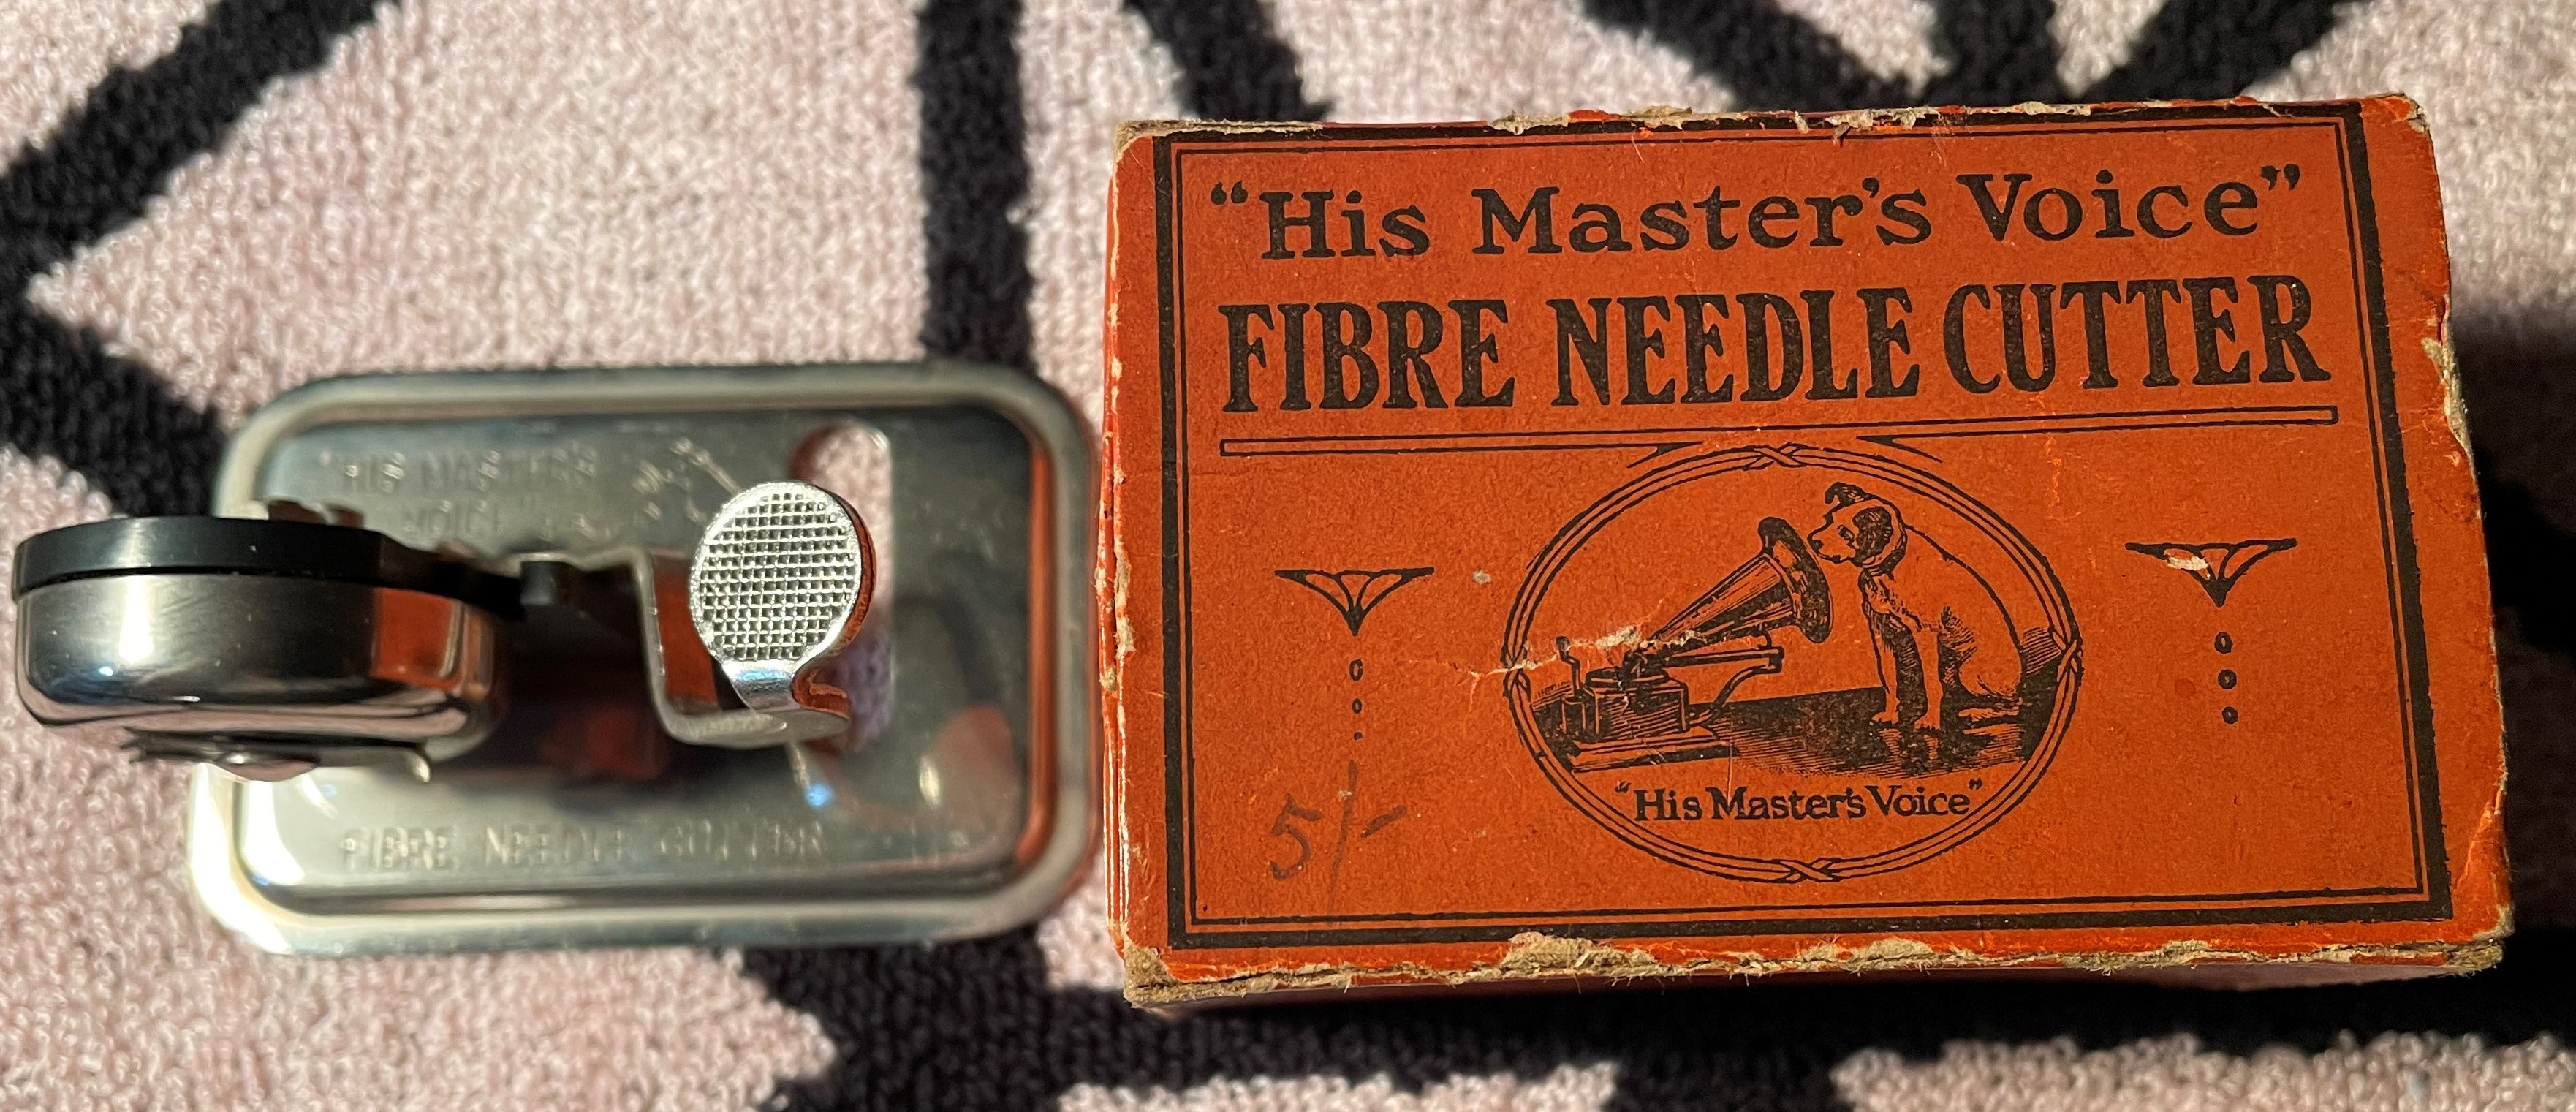 "HIS MASTER'S
VOICE"
FIBRE NEEDLE CUTTER
"His Master's Voice"
FIBRE NEEDLE CUTTER
"His Master's Voice"
5/-